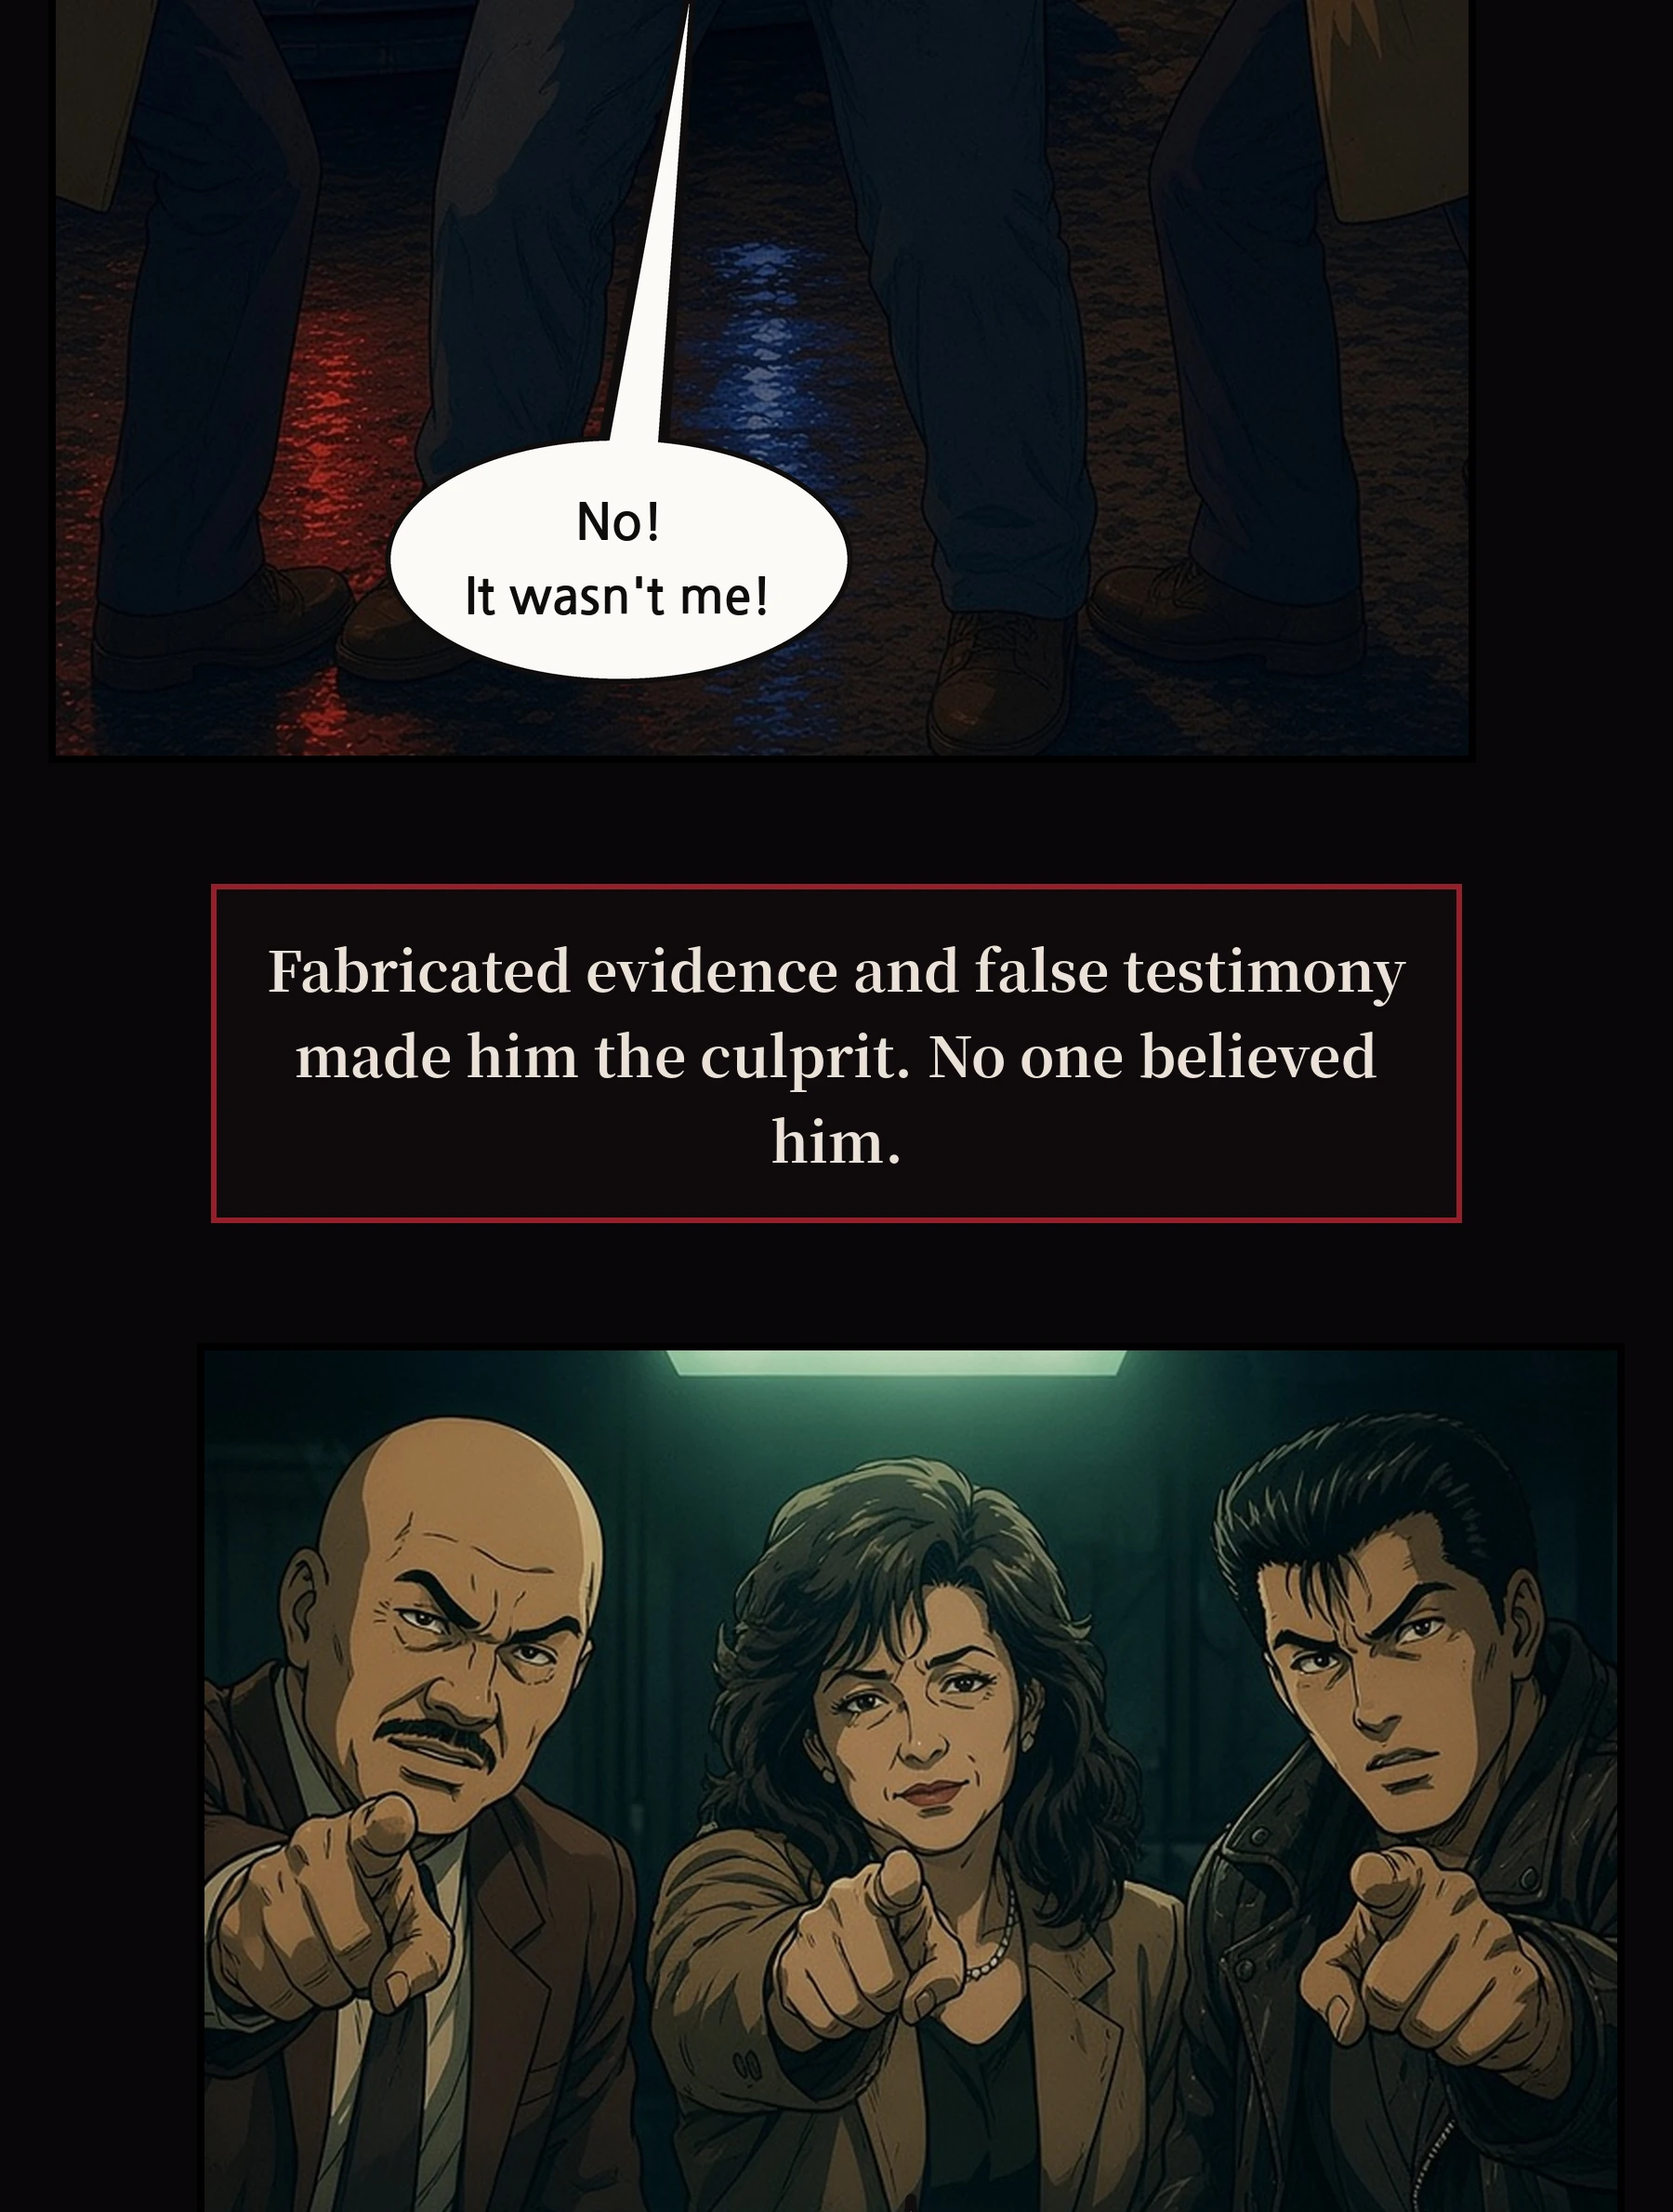 No!
It wasn't me!
Fabricated evidence and false testimony
made him the culprit. No one believed
him.